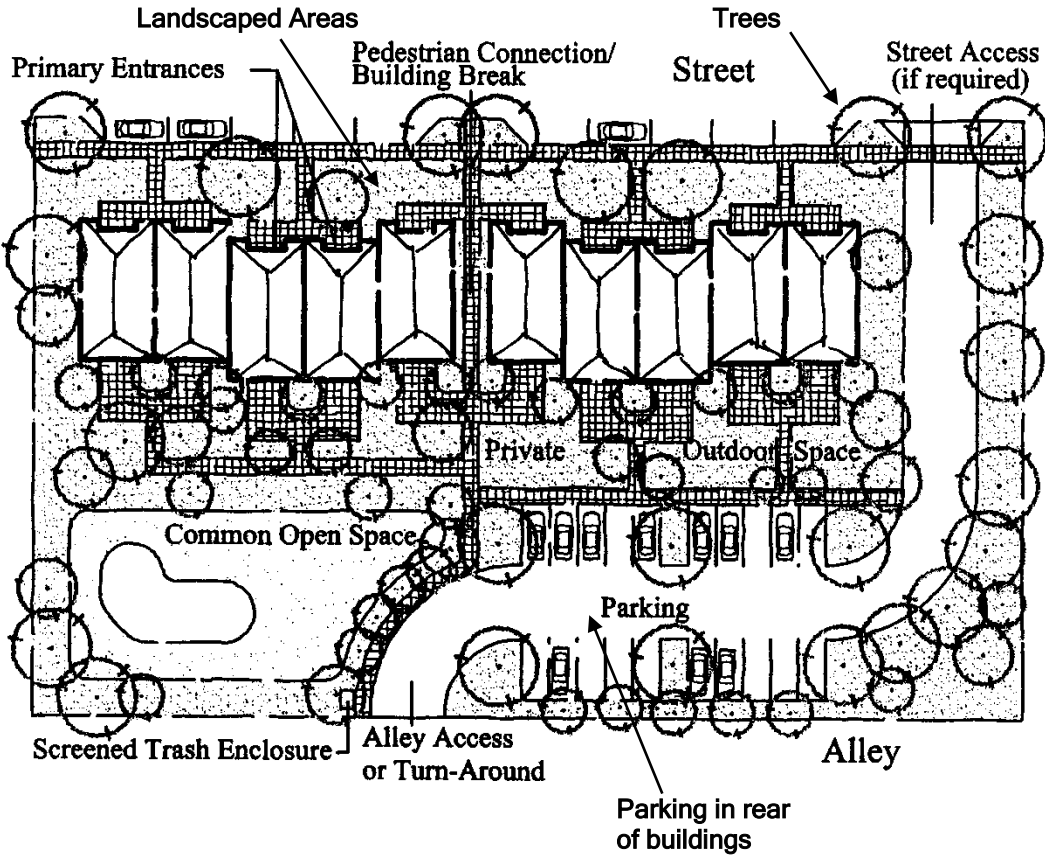 Landscaped Areas
Trees
Primary Entrances
Pedestrian Connection/
Building Break
Street
Street Access
(if required)
Private
Outdoor Space
Common Open Space
Parking
Screened Trash Enclosure
Alley Access
or Turn-Around
Alley
Parking in rear
of buildings